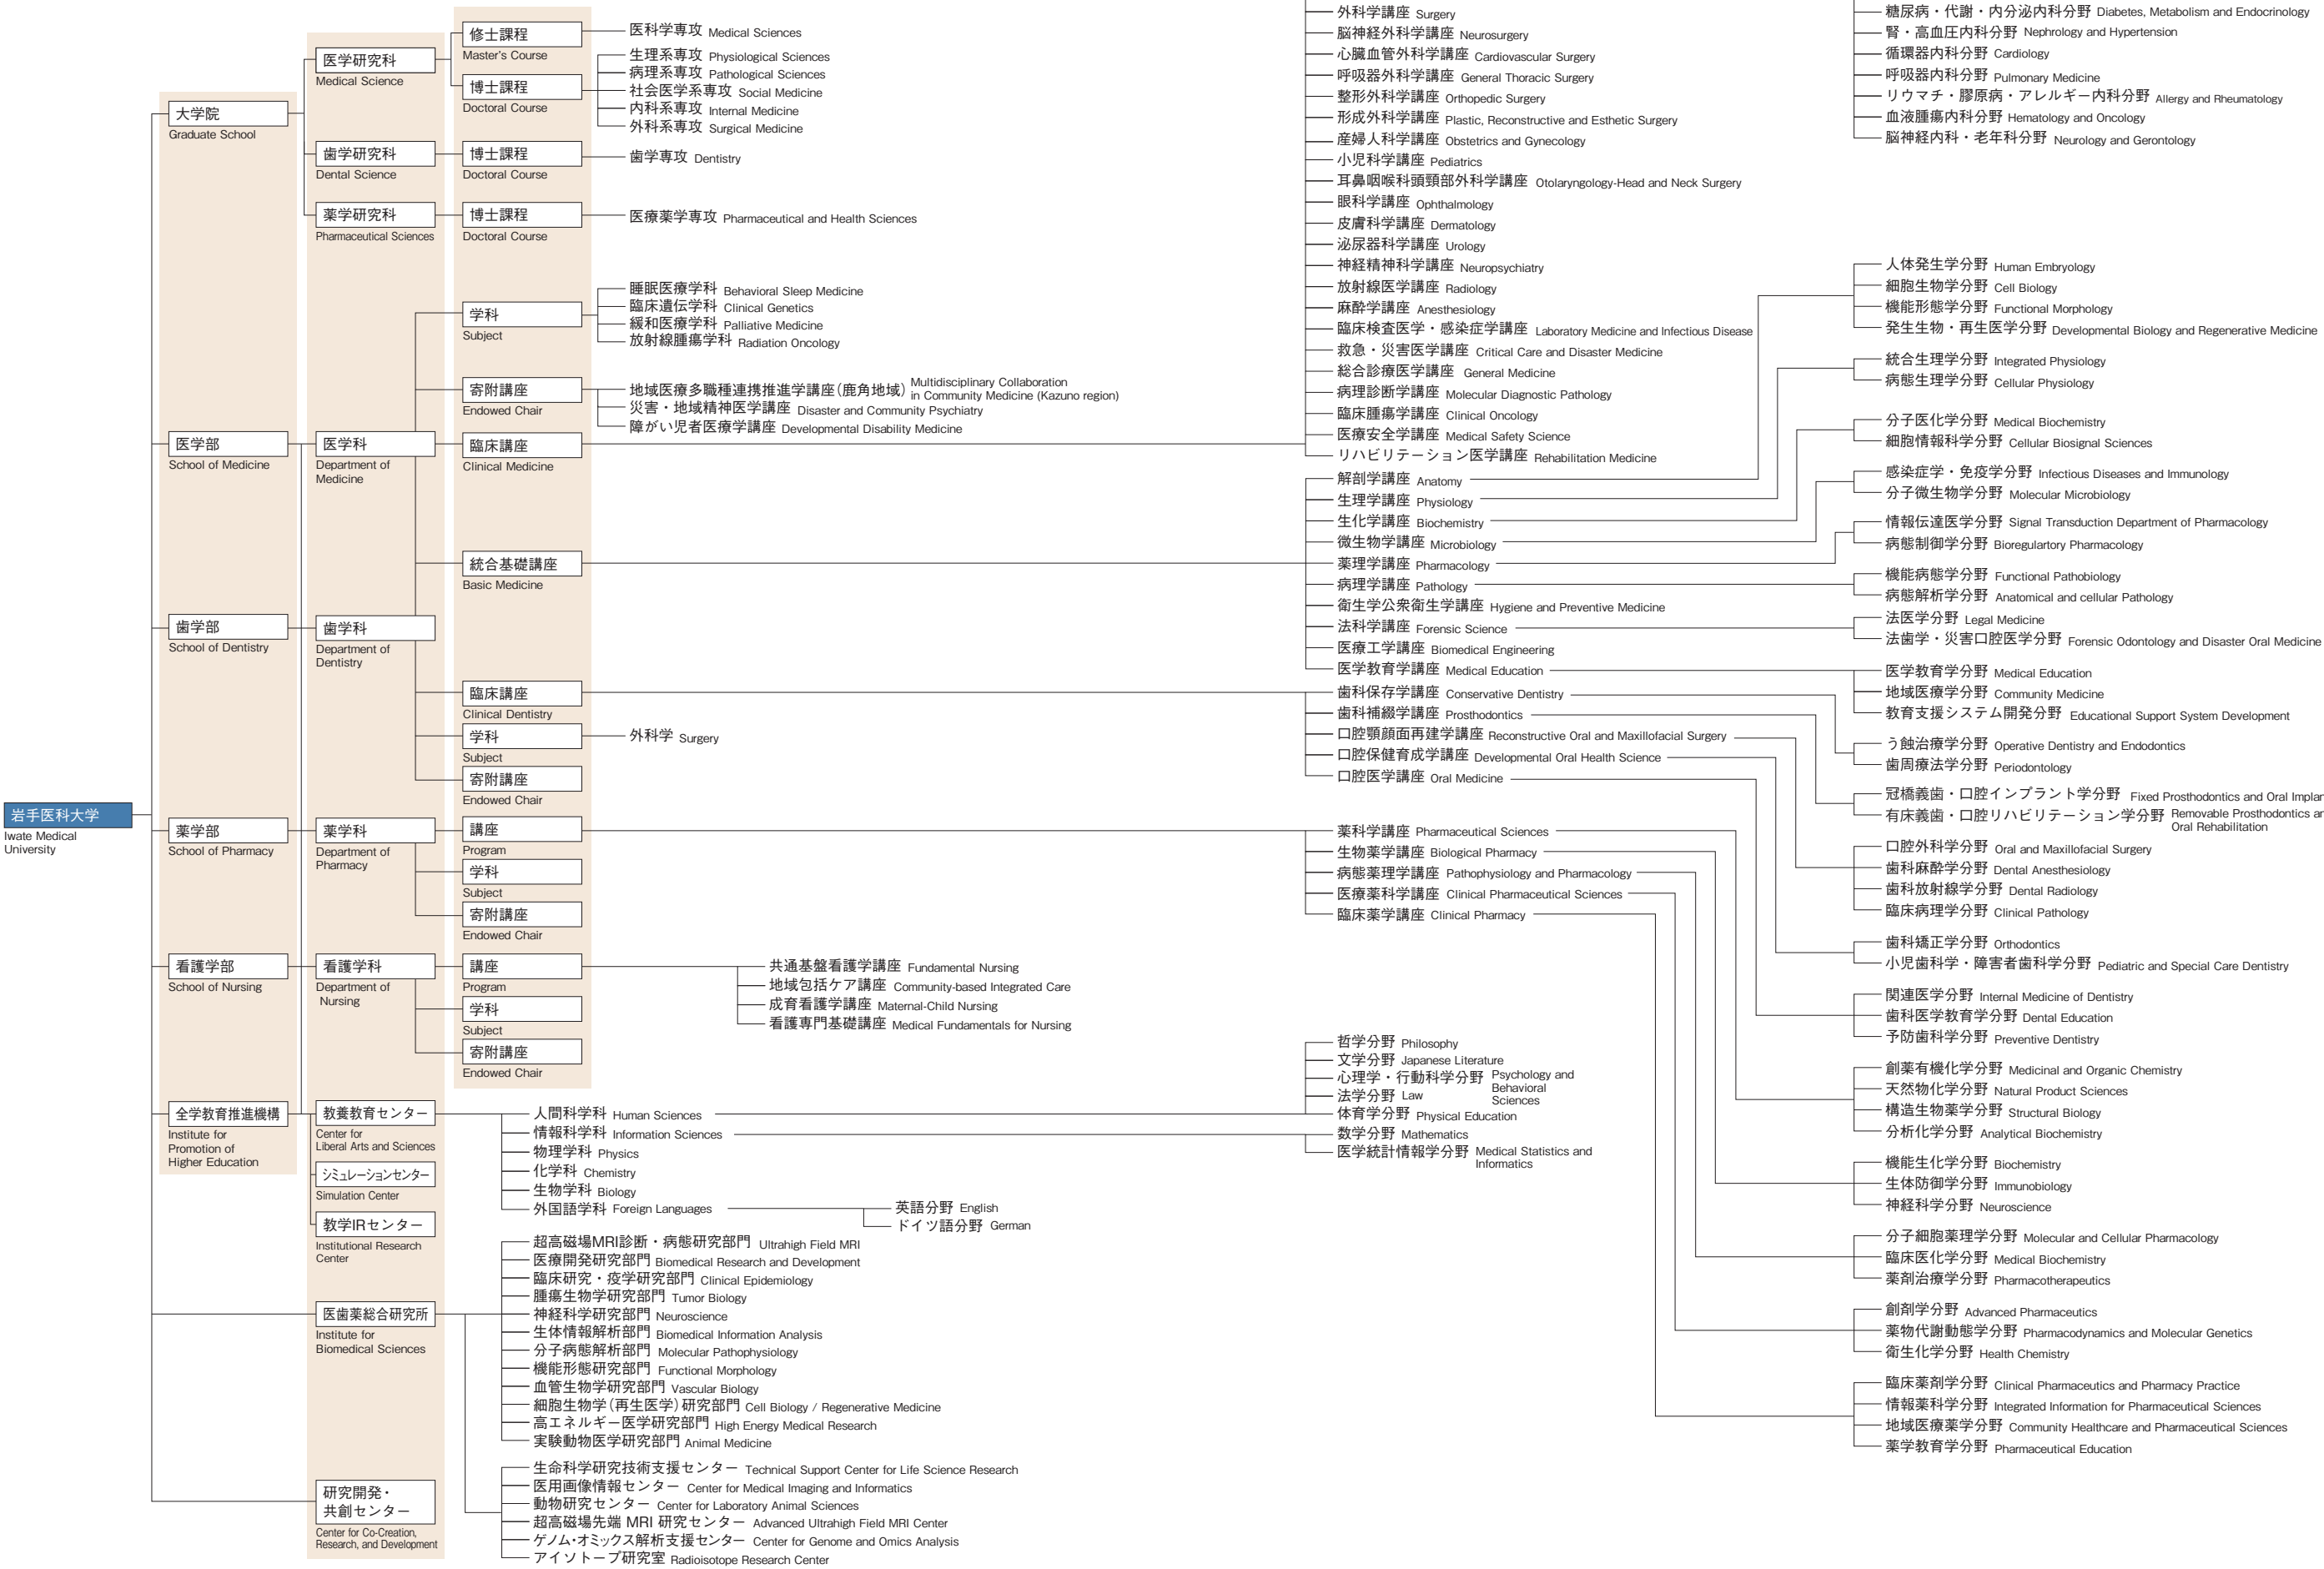 岩手医科大学
Iwate Medical
University
大学院
Graduate School
医学部
School of Medicine
歯学部
School of Dentistry
薬学部
School of Pharmacy
看護学部
School of Nursing
全学教育推進機構
Institute for
Promotion of
Higher Education
医学研究科
Medical Science
歯学研究科
Dental Science
薬学研究科
Pharmaceutical Sciences
医学科
Department of
Medicine
歯学科
Department of
Dentistry
薬学科
Department of
Pharmacy
看護学科
Department of
Nursing
教養教育センター
Center for
Liberal Arts and Sciences
シミュレーションセンター
Simulation Center
教学IRセンター
Institutional Research
Center
医歯薬総合研究所
Institute for
Biomedical Sciences
研究開発・
共創センター
Center for Co-Creation,
Research, and Development
修士課程
Master's Course
博士課程
Doctoral Course
博士課程
Doctoral Course
博士課程
Doctoral Course
学科
Subject
寄附講座
Endowed Chair
臨床講座
Clinical Medicine
統合基礎講座
Basic Medicine
臨床講座
Clinical Dentistry
学科
Subject
寄附講座
Endowed Chair
講座
Program
学科
Subject
寄附講座
Endowed Chair
講座
Program
学科
Subject
寄附講座
Endowed Chair
医科学専攻 Medical Sciences
生理系専攻 Physiological Sciences
病理系専攻 Pathological Sciences
社会医学系専攻 Social Medicine
内科系専攻 Internal Medicine
外科系専攻 Surgical Medicine
歯学専攻 Dentistry
医療薬学専攻 Pharmaceutical and Health Sciences
睡眠医療学科 Behavioral Sleep Medicine
臨床遺伝学科 Clinical Genetics
緩和医療学科 Palliative Medicine
放射線腫瘍学科 Radiation Oncology
地域医療多職種連携推進学講座(鹿角地域) Multidisciplinary Collaboration
in Community Medicine (Kazuno region)
災害・地域精神医学講座 Disaster and Community Psychiatry
障がい児者医療学講座 Developmental Disability Medicine
外科学 Surgery
共通基盤看護学講座 Fundamental Nursing
地域包括ケア講座 Community-based Integrated Care
成育看護学講座 Maternal-Child Nursing
看護専門基礎講座 Medical Fundamentals for Nursing
人間科学科 Human Sciences
情報科学科 Information Sciences
物理学科 Physics
化学科 Chemistry
生物学科 Biology
外国語学科 Foreign Languages
英語分野 English
ドイツ語分野 German
超高磁場MRI診断・病態研究部門 Ultrahigh Field MRI
医療開発研究部門 Biomedical Research and Development
臨床研究・疫学研究部門 Clinical Epidemiology
腫瘍生物学研究部門 Tumor Biology
神経科学研究部門 Neuroscience
生体情報解析部門 Biomedical Information Analysis
分子病態解析部門 Molecular Pathophysiology
機能形態研究部門 Functional Morphology
血管生物学研究部門 Vascular Biology
細胞生物学(再生医学)研究部門 Cell Biology / Regenerative Medicine
高エネルギー医学研究部門 High Energy Medical Research
実験動物医学研究部門 Animal Medicine
生命科学研究技術支援センター Technical Support Center for Life Science Research
医用画像情報センター Center for Medical Imaging and Informatics
動物研究センター Center for Laboratory Animal Sciences
超高磁場先端 MRI 研究センター Advanced Ultrahigh Field MRI Center
ゲノム・オミックス解析支援センター Center for Genome and Omics Analysis
アイソトープ研究室 Radioisotope Research Center
外科学講座 Surgery
脳神経外科学講座 Neurosurgery
心臓血管外科学講座 Cardiovascular Surgery
呼吸器外科学講座 General Thoracic Surgery
整形外科学講座 Orthopedic Surgery
形成外科学講座 Plastic, Reconstructive and Esthetic Surgery
産婦人科学講座 Obstetrics and Gynecology
小児科学講座 Pediatrics
耳鼻咽喉科頭頸部外科学講座 Otolaryngology-Head and Neck Surgery
眼科学講座 Ophthalmology
皮膚科学講座 Dermatology
泌尿器科学講座 Urology
神経精神科学講座 Neuropsychiatry
放射線医学講座 Radiology
麻酔学講座 Anesthesiology
臨床検査医学・感染症学講座 Laboratory Medicine and Infectious Disease
救急・災害医学講座 Critical Care and Disaster Medicine
総合診療医学講座 General Medicine
病理診断学講座 Molecular Diagnostic Pathology
臨床腫瘍学講座 Clinical Oncology
医療安全学講座 Medical Safety Science
リハビリテーション医学講座 Rehabilitation Medicine
解剖学講座 Anatomy
生理学講座 Physiology
生化学講座 Biochemistry
微生物学講座 Microbiology
薬理学講座 Pharmacology
病理学講座 Pathology
衛生学公衆衛生学講座 Hygiene and Preventive Medicine
法科学講座 Forensic Science
医療工学講座 Biomedical Engineering
医学教育学講座 Medical Education
歯科保存学講座 Conservative Dentistry
歯科補綴学講座 Prosthodontics
口腔顎顔面再建学講座 Reconstructive Oral and Maxillofacial Surgery
口腔保健育成学講座 Developmental Oral Health Science
口腔医学講座 Oral Medicine
薬科学講座 Pharmaceutical Sciences
生物薬学講座 Biological Pharmacy
病態薬理学講座 Pathophysiology and Pharmacology
医療薬科学講座 Clinical Pharmaceutical Sciences
臨床薬学講座 Clinical Pharmacy
哲学分野 Philosophy
文学分野 Japanese Literature
心理学・行動科学分野 Psychology and
Behavioral
Sciences
法学分野 Law
体育学分野 Physical Education
数学分野 Mathematics
医学統計情報学分野 Medical Statistics and
Informatics
糖尿病・代謝・内分泌内科分野 Diabetes, Metabolism and Endocrinology
腎・高血圧内科分野 Nephrology and Hypertension
循環器内科分野 Cardiology
呼吸器内科分野 Pulmonary Medicine
リウマチ・膠原病・アレルギー内科分野 Allergy and Rheumatology
血液腫瘍内科分野 Hematology and Oncology
脳神経内科・老年科分野 Neurology and Gerontology
人体発生学分野 Human Embryology
細胞生物学分野 Cell Biology
機能形態学分野 Functional Morphology
発生生物・再生医学分野 Developmental Biology and Regenerative Medicine
統合生理学分野 Integrated Physiology
病態生理学分野 Cellular Physiology
分子医化学分野 Medical Biochemistry
細胞情報科学分野 Cellular Biosignal Sciences
感染症学・免疫学分野 Infectious Diseases and Immunology
分子微生物学分野 Molecular Microbiology
情報伝達医学分野 Signal Transduction Department of Pharmacology
病態制御学分野 Bioregulartory Pharmacology
機能病態学分野 Functional Pathobiology
病態解析学分野 Anatomical and cellular Pathology
法医学分野 Legal Medicine
法歯学・災害口腔医学分野 Forensic Odontology and Disaster Oral Medicine
医学教育学分野 Medical Education
地域医療学分野 Community Medicine
教育支援システム開発分野 Educational Support System Development
う蝕治療学分野 Operative Dentistry and Endodontics
歯周療法学分野 Periodontology
冠橋義歯・口腔インプラント学分野 Fixed Prosthodontics and Oral Implan
有床義歯・口腔リハビリテーション学分野 Removable Prosthodontics an
Oral Rehabilitation
口腔外科学分野 Oral and Maxillofacial Surgery
歯科麻酔学分野 Dental Anesthesiology
歯科放射線学分野 Dental Radiology
臨床病理学分野 Clinical Pathology
歯科矯正学分野 Orthodontics
小児歯科学・障害者歯科学分野 Pediatric and Special Care Dentistry
関連医学分野 Internal Medicine of Dentistry
歯科医学教育学分野 Dental Education
予防歯科学分野 Preventive Dentistry
創薬有機化学分野 Medicinal and Organic Chemistry
天然物化学分野 Natural Product Sciences
構造生物薬学分野 Structural Biology
分析化学分野 Analytical Biochemistry
機能生化学分野 Biochemistry
生体防御学分野 Immunobiology
神経科学分野 Neuroscience
分子細胞薬理学分野 Molecular and Cellular Pharmacology
臨床医化学分野 Medical Biochemistry
薬剤治療学分野 Pharmacotherapeutics
創剤学分野 Advanced Pharmaceutics
薬物代謝動態学分野 Pharmacodynamics and Molecular Genetics
衛生化学分野 Health Chemistry
臨床薬剤学分野 Clinical Pharmaceutics and Pharmacy Practice
情報薬科学分野 Integrated Information for Pharmaceutical Sciences
地域医療薬学分野 Community Healthcare and Pharmaceutical Sciences
薬学教育学分野 Pharmaceutical Education